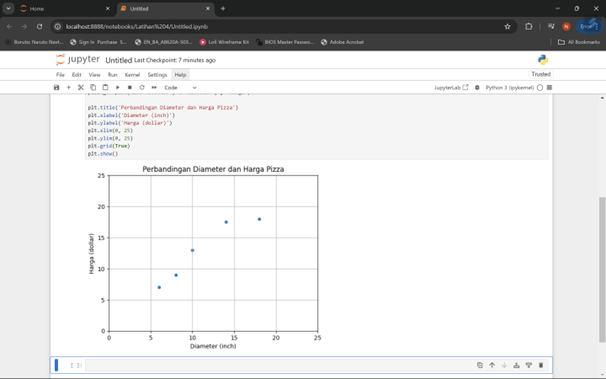 Home
Untitled
localhost:8888/notebooks/Latihan%204/Untitled.ipynb
Error
Boruto: Naruto Next...
Sign In
Purchase S...
EN_BA_ABG20A-SGS...
Lofi Wireframe Kit
BIOS Master Passwo...
Adobe Acrobat
All Bookmarks
jupyter Untitled Last Checkpoint: 7 minutes ago
File Edit View Run Kernel Settings Help
Trusted
Code
JupyterLab
Python 3 (ipykernel)
plt.title('Perbandingan Diameter dan Harga Pizza')
plt.xlabel('Diameter (inch)')
plt.ylabel('Harga (dollar)')
plt.xlim(0, 25)
plt.ylim(0, 25)
plt.grid(True)
plt.show()
Perbandingan Diameter dan Harga Pizza
25
20
15
10
5
0
Harga (dollar)
0 5 10 15 20 25
Diameter (inch)
[ ]: